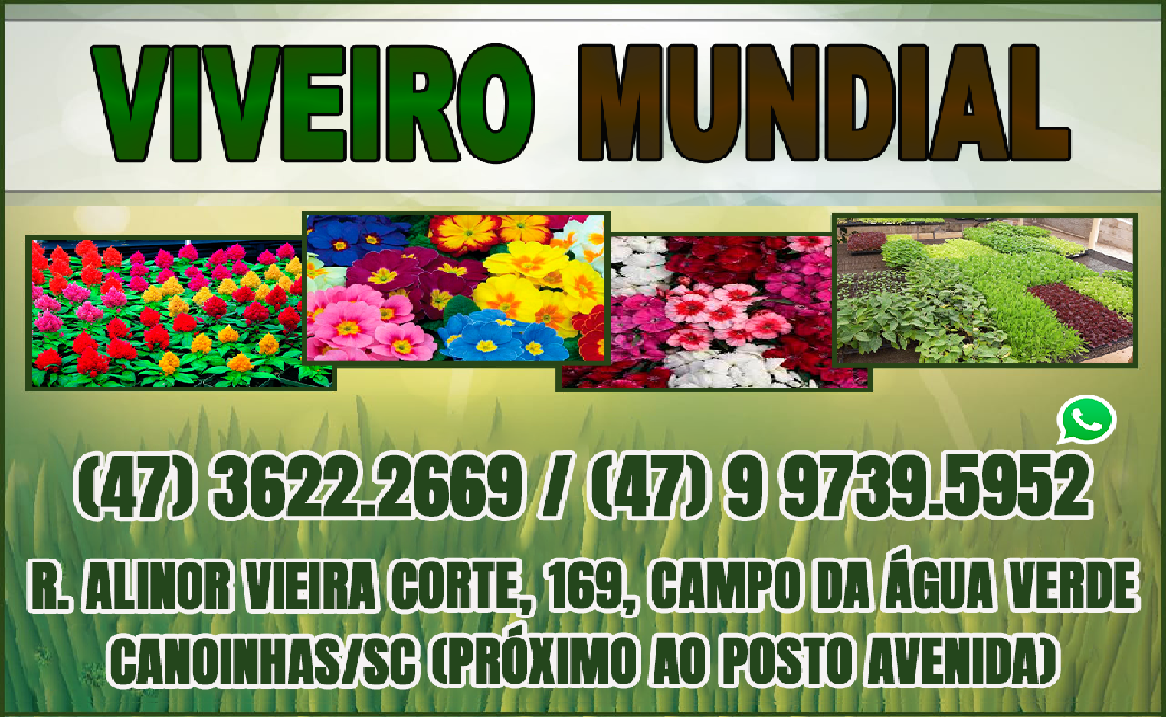 VIVEIRO MUNDIAL
(47) 3622.2669 / (47) 9 9739.5952
R. ALINOR VIEIRA CORTE, 169, CAMPO DA ÁGUA VERDE
CANOINHAS/SC (PRÓXIMO AO POSTO AVENIDA)